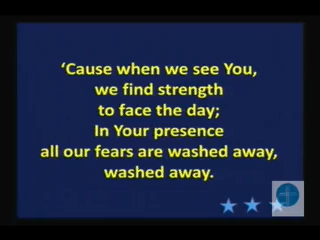 ‘Cause when we see You,
we find strength
to face the day;
In Your presence
all our fears are washed away,
washed away.